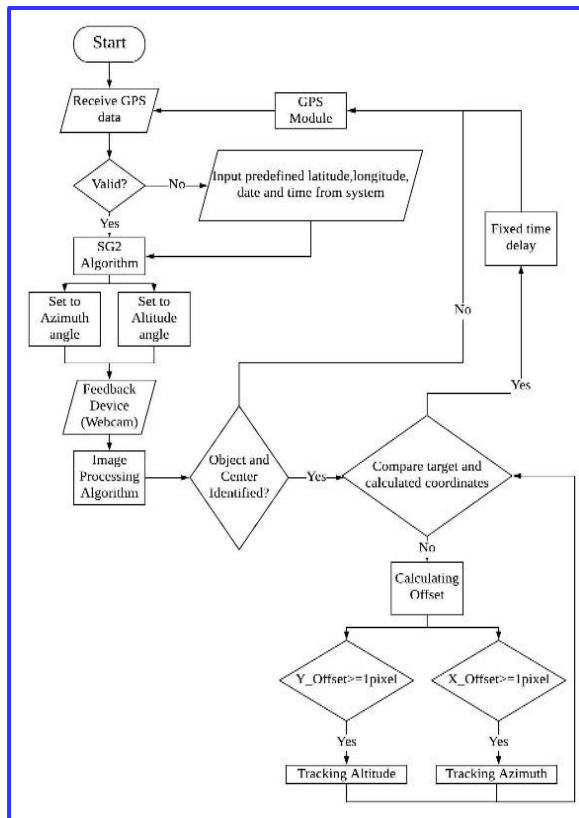 Start
Receive GPS
data
GPS
Module
Valid?
No
Input predefined latitude,longitude,
date and time from system
Fixed time
delay
Yes
SG2
Algorithm
Set to
Azimuth
angle
Set to
Altitude
angle
No
Yes
Feedback
Device
(Webcam)
Image
Processing
Algorithm
Object and
Center
Identified?
Yes
Compare target and
calculated coordinates
No
Calculating
Offset
Y_Offset>=1pixel
X_Offset>=1pixel
Yes
Yes
Tracking Altitude
Tracking Azimuth